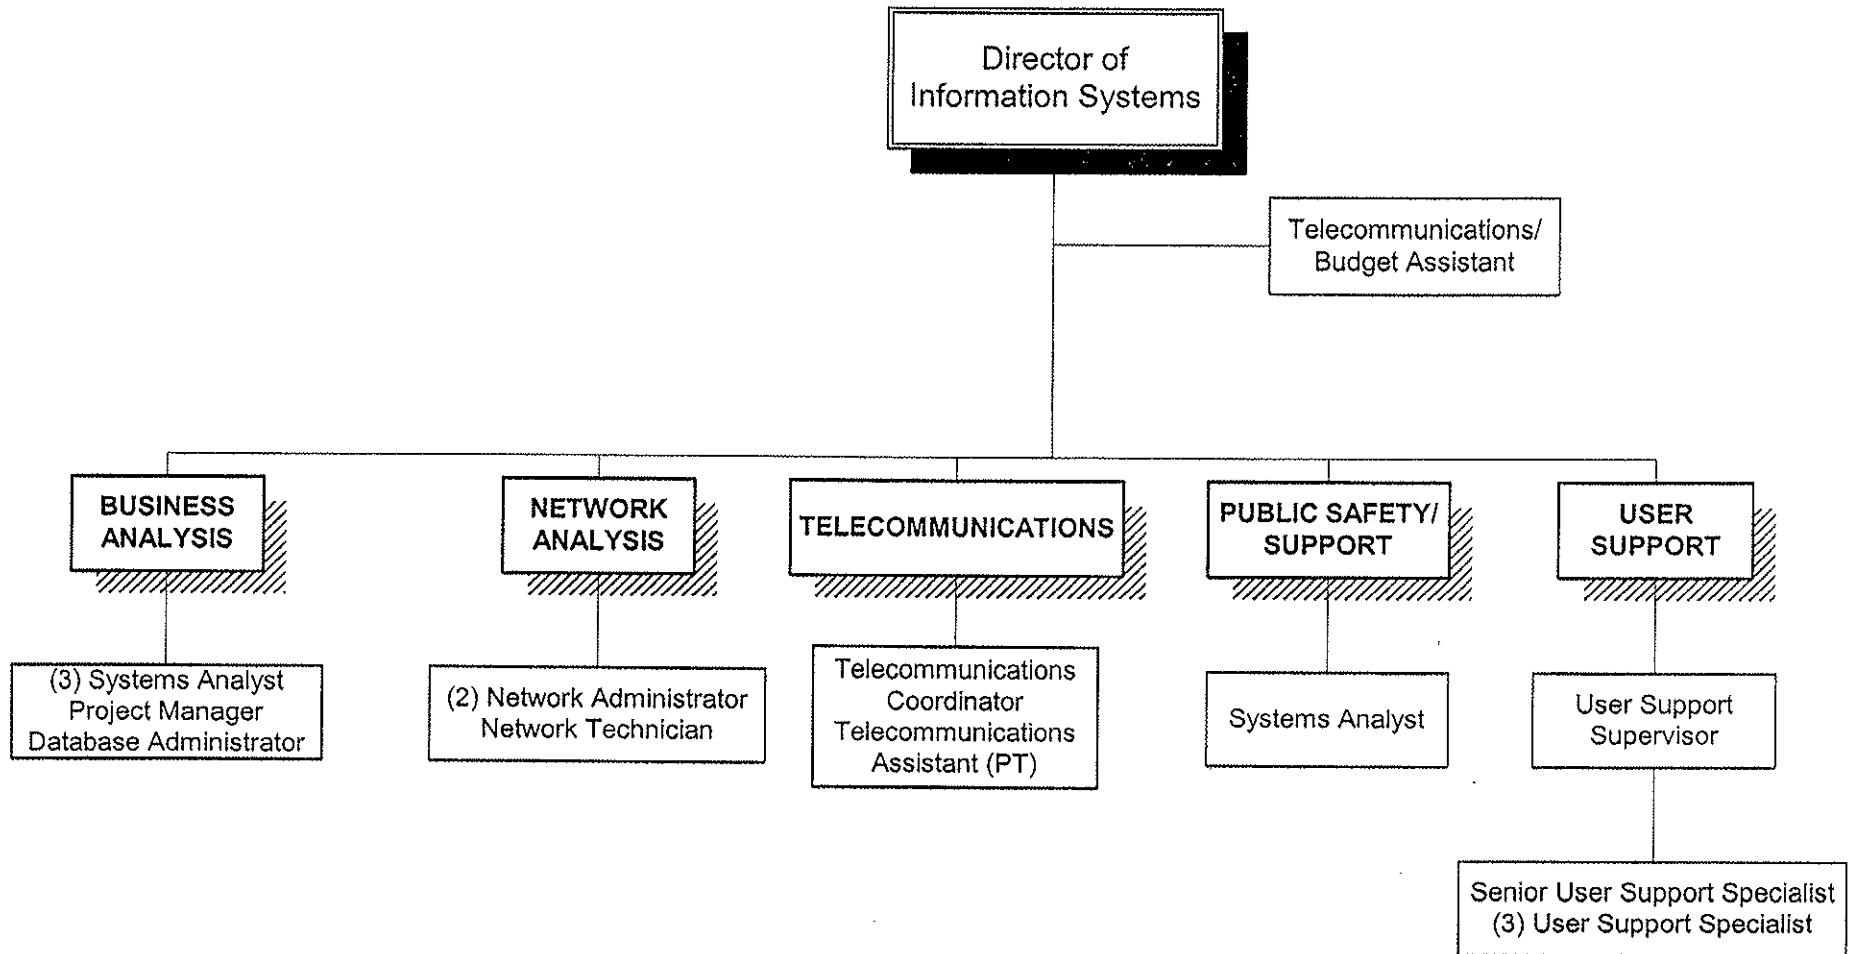 Director of
Information Systems
Telecommunications/
Budget Assistant
BUSINESS
ANALYSIS
NETWORK
ANALYSIS
TELECOMMUNICATIONS
PUBLIC SAFETY/
SUPPORT
USER
SUPPORT
(3) Systems Analyst
Project Manager
Database Administrator
(2) Network Administrator
Network Technician
Telecommunications
Coordinator
Telecommunications
Assistant (PT)
Systems Analyst
User Support
Supervisor
Senior User Support Specialist
(3) User Support Specialist